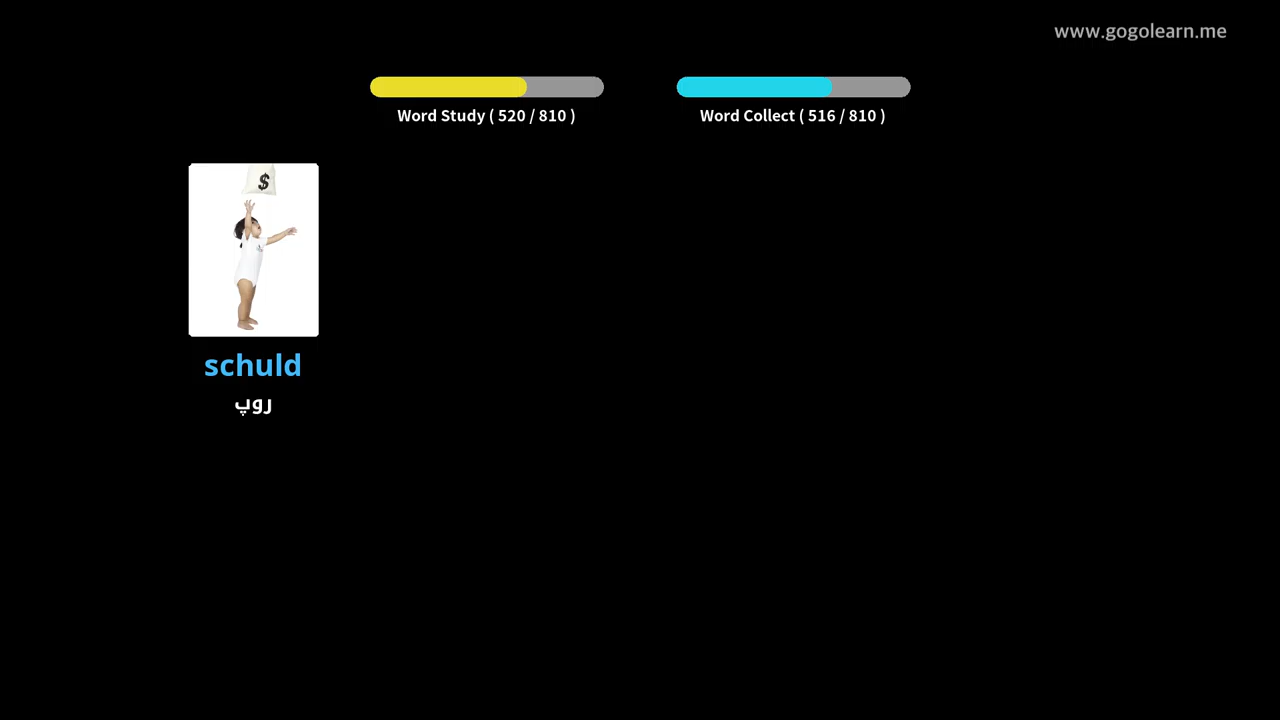 www.gogolearn.me
Word Study ( 520 / 810 )
Word Collect ( 516 / 810 )
$
schuld
روپ